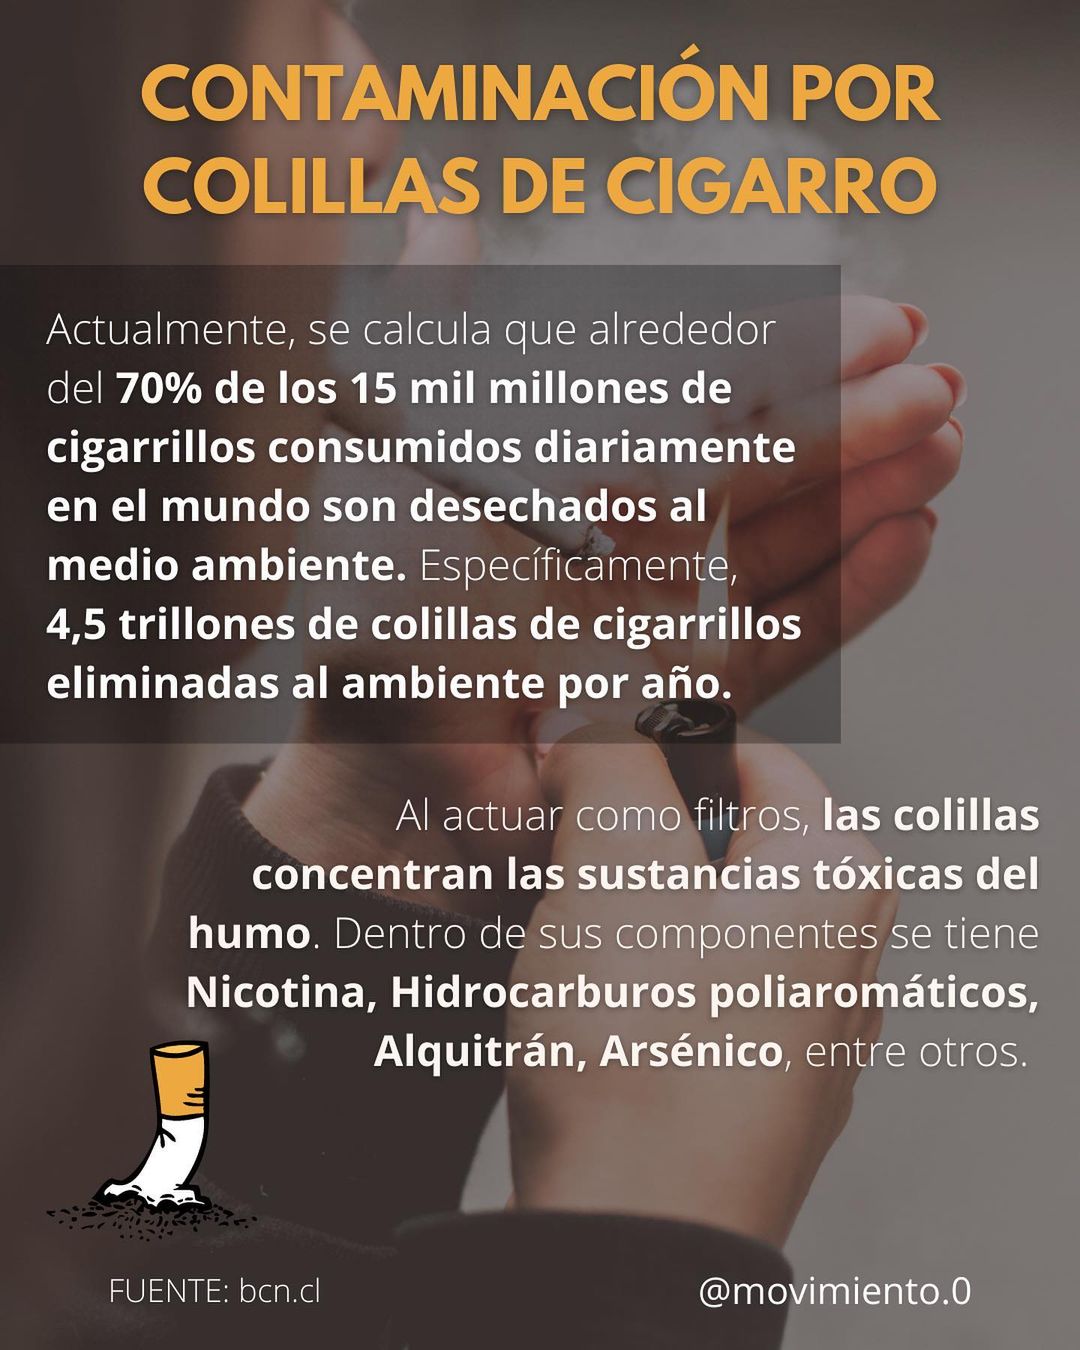 CONTAMINACIÓN POR
COLILLAS DE CIGARRO
Actualmente, se calcula que alrededor
del 70% de los 15 mil millones de
cigarrillos consumidos diariamente
en el mundo son desechados al
medio ambiente. Específicamente,
4,5 trillones de colillas de cigarrillos
eliminadas al ambiente por año.
Al actuar como filtros, las colillas
concentran las sustancias tóxicas del
humo. Dentro de sus componentes se tiene
Nicotina, Hidrocarburos poliaromáticos,
Alquitrán, Arsénico, entre otros.
FUENTE: bcn.cl
@movimiento.0